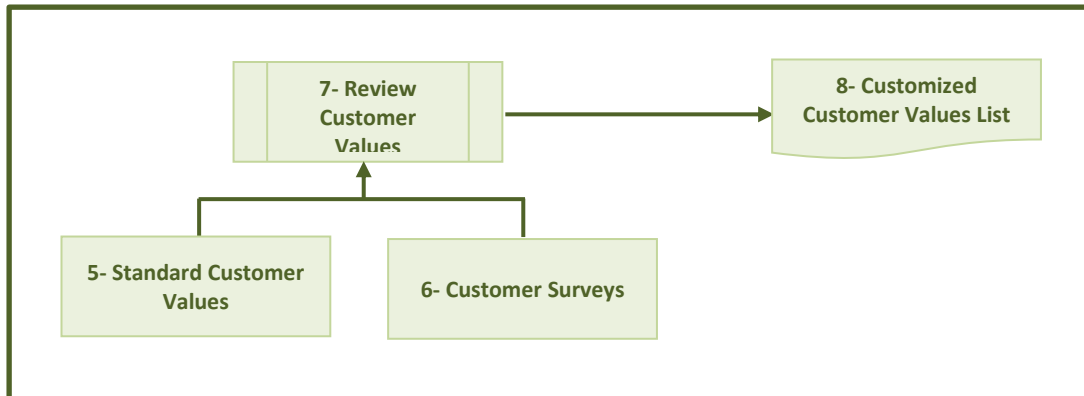 7- Review
Customer
Values
8- Customized
Customer Values List
5- Standard Customer
Values
6- Customer Surveys